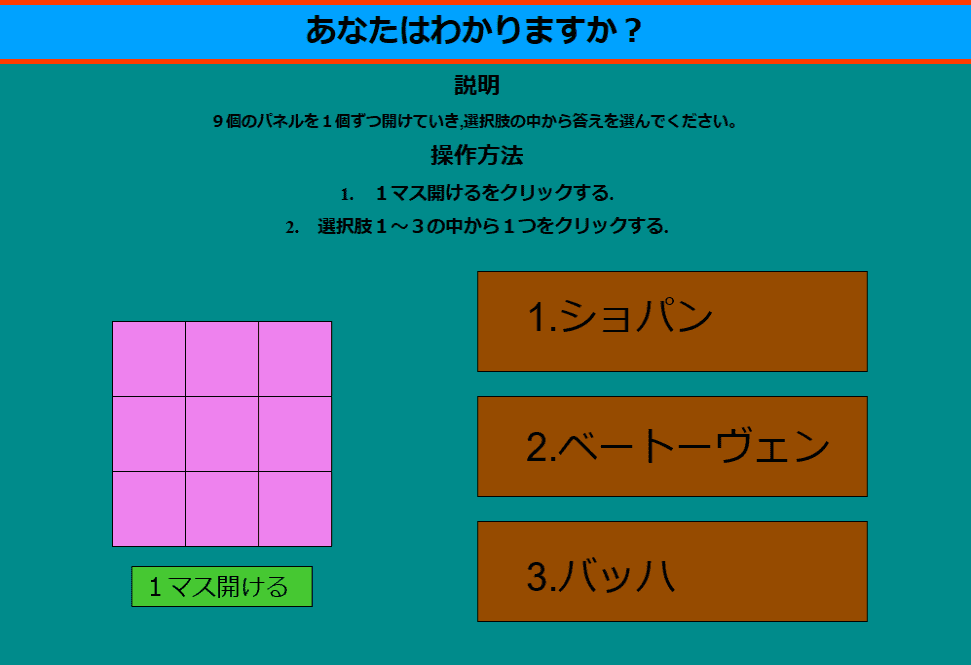 あなたはわかりますか？
説明
９個のパネルを１個ずつ開けていき,選択肢の中から答えを選んでください。
操作方法
1. １マス開けるをクリックする.
2. 選択肢１～３の中から１つをクリックする.
1.ショパン
2.ベートーヴェン
3.バッハ
１マス開ける